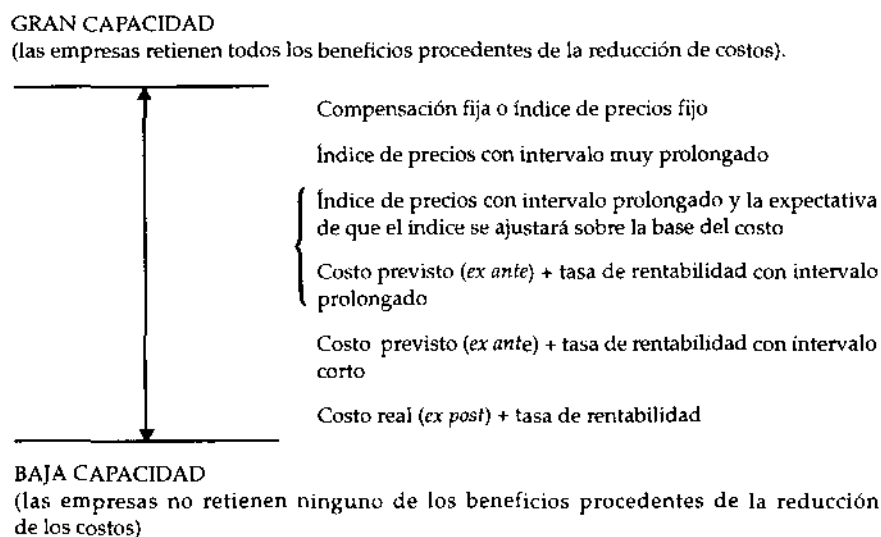 GRAN CAPACIDAD
(las empresas retienen todos los beneficios procedentes de la reducción de costos).
Compensación fija o índice de precios fijo
Índice de precios con intervalo muy prolongado
Índice de precios con intervalo prolongado y la expectativa
de que el índice se ajustará sobre la base del costo
Costo previsto (ex ante) + tasa de rentabilidad con intervalo
prolongado
Costo previsto (ex ante) + tasa de rentabilidad con intervalo
corto
Costo real (ex post) + tasa de rentabilidad
BAJA CAPACIDAD
(las empresas no retienen ninguno de los beneficios procedentes de la reducción
de los costos)